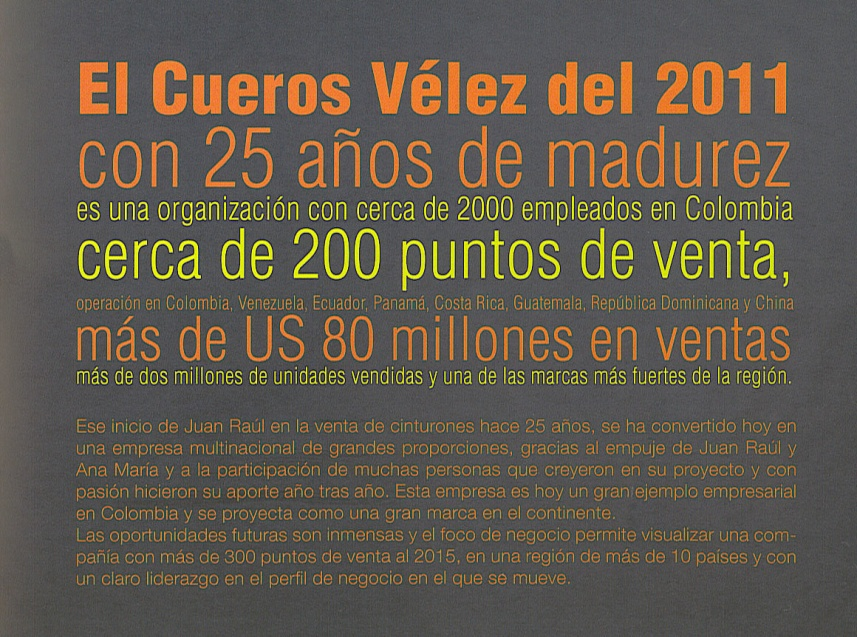 El Cueros Vélez del 2011
con 25 años de madurez
es una organización con cerca de 2000 empleados en Colombia
cerca de 200 puntos de venta,
operación en Colombia, Venezuela, Ecuador, Panamá, Costa Rica, Guatemala, República Dominicana y China
más de US 80 millones en ventas
más de dos millones de unidades vendidas y una de las marcas más fuertes de la región.
Ese inicio de Juan Raúl en la venta de cinturones hace 25 años, se ha convertido hoy en
una empresa multinacional de grandes proporciones, gracias al empuje de Juan Raúl y
Ana María y a la participación de muchas personas que creyeron en su proyecto y con
pasión hicieron su aporte año tras año. Esta empresa es hoy un gran ejemplo empresarial
en Colombia y se proyecta como una gran marca en el continente.
Las oportunidades futuras son inmensas y el foco de negocio permite visualizar una com-
pañía con más de 300 puntos de venta al 2015, en una región de más de 10 países y con
un claro liderazgo en el perfil de negocio en el que se mueve.